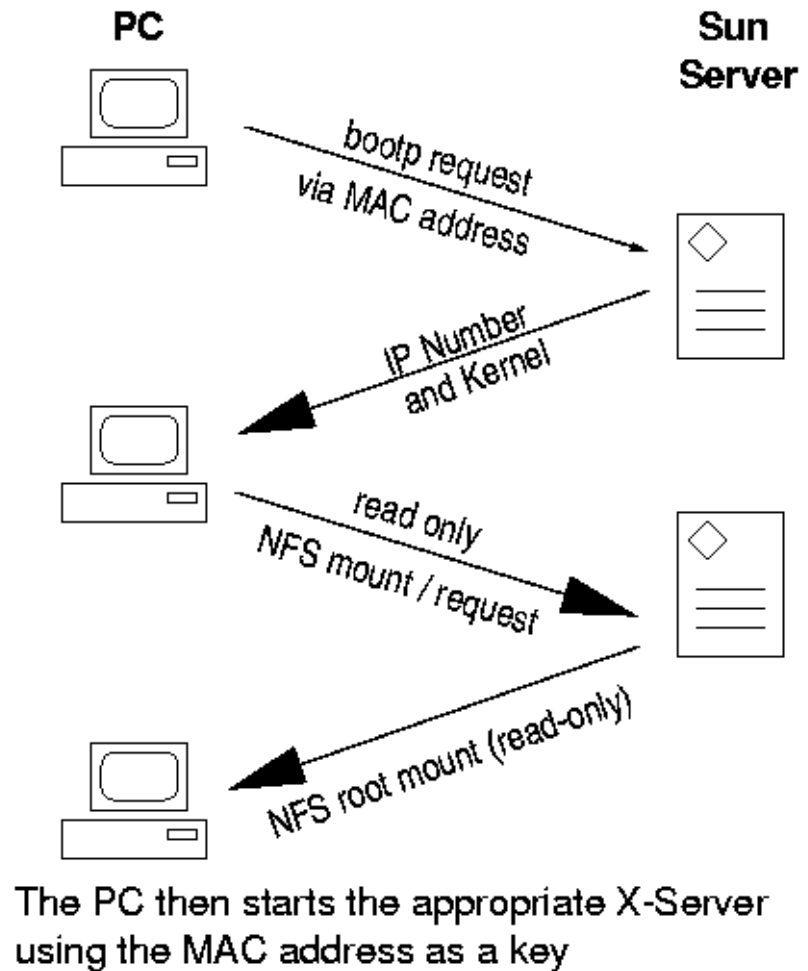 PC
Sun
Server
bootp request
via MAC address
IP Number
and Kernel
read only
NFS mount / request
NFS root mount (read-only)
The PC then starts the appropriate X-Server
using the MAC address as a key